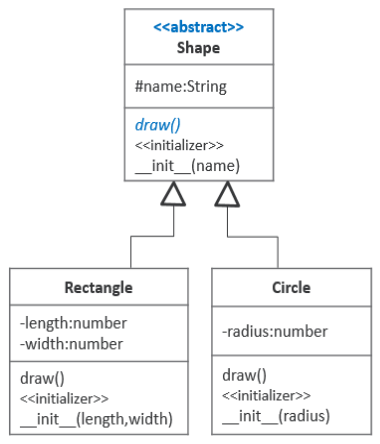 <<abstract>>
Shape
#name:String
draw()
<<initializer>>
__init__(name)
Rectangle
-length:number
-width:number
draw()
<<initializer>>
__init__(length,width)
Circle
-radius:number
draw()
<<initializer>>
__init__(radius)